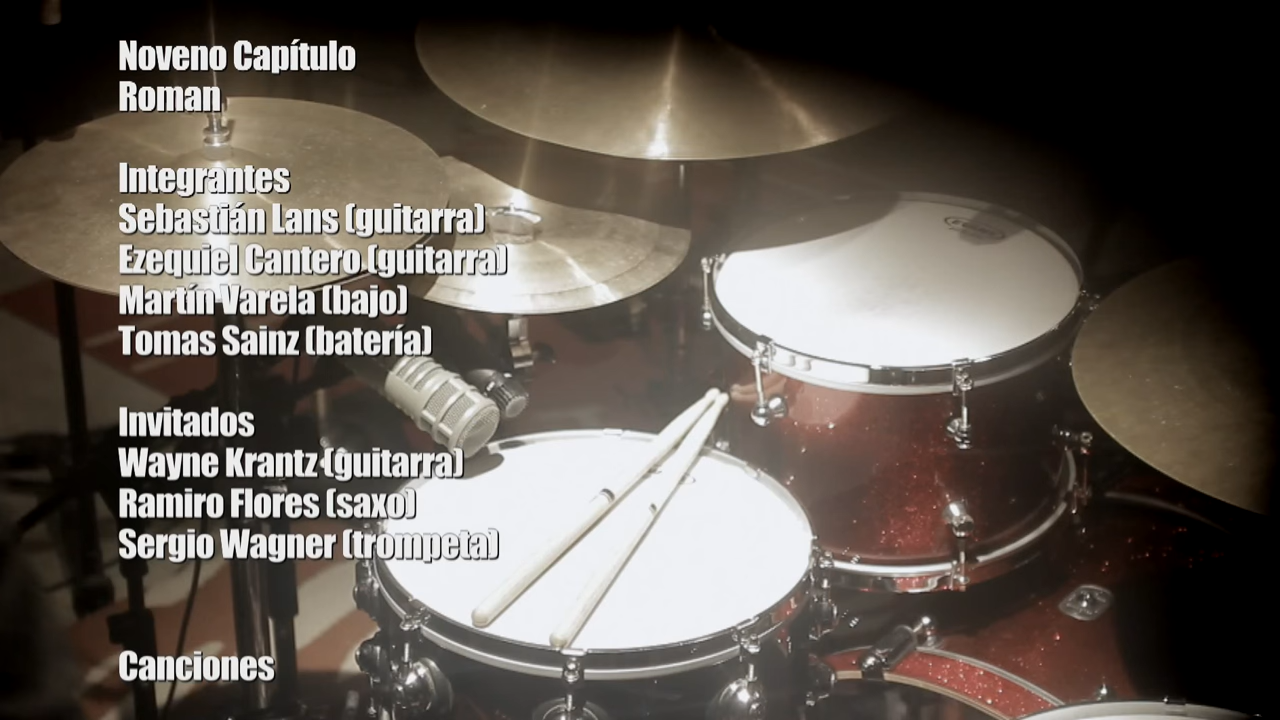 Noveno Capítulo
Roman
Integrantes
Sebastián Lans (guitarra)
Ezequiel Cantero (guitarra)
Martín Varela (bajo)
Tomas Sainz (batería)
Invitados
Wayne Krantz (guitarra)
Ramiro Flores (saxo)
Sergio Wagner (trompeta)
Canciones